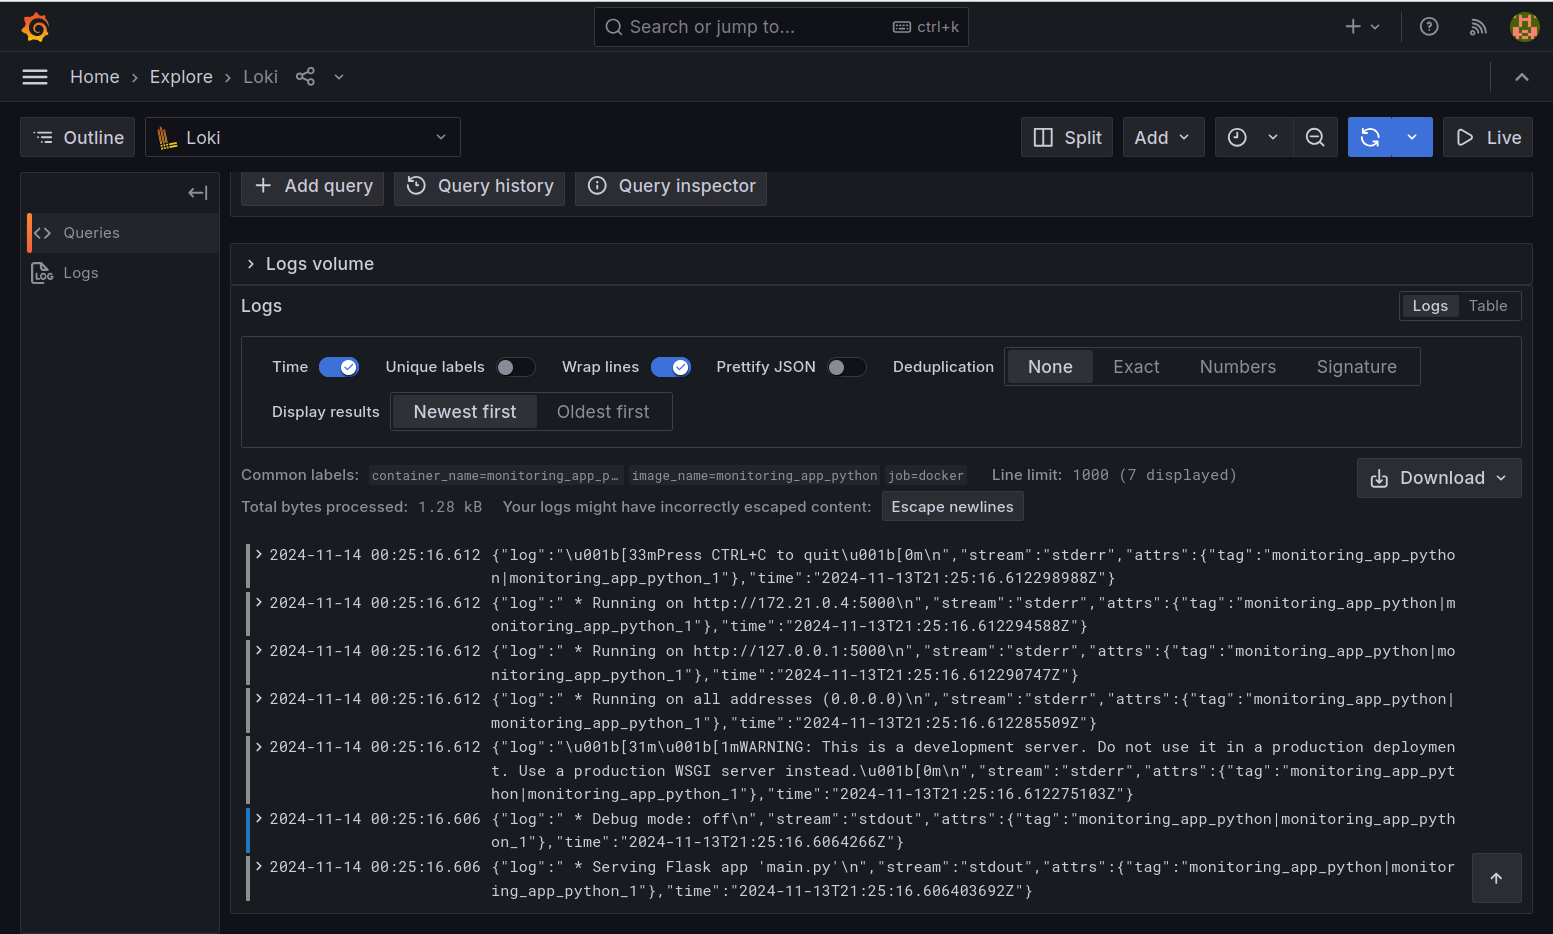 Search or jump to... ctrl+k
Home › Explore › Loki
Outline Loki Split Add Live
Add query Query history Query inspector
Queries
LOG Logs
Logs volume
Logs Logs Table
Time Unique labels Wrap lines Prettify JSON Deduplication None Exact Numbers Signature
Display results Newest first Oldest first
Common labels: container_name=monitoring_app_p… image_name=monitoring_app_python job=docker Line limit: 1000 (7 displayed) Download
Total bytes processed: 1.28 kB Your logs might have incorrectly escaped content: Escape newlines
2024-11-14 00:25:16.612 {"log":"\u001b[33mPress CTRL+C to quit\u001b[0m\n","stream":"stderr","attrs":{"tag":"monitoring_app_pytho
n|monitoring_app_python_1"},"time":"2024-11-13T21:25:16.612298988Z"}
2024-11-14 00:25:16.612 {"log":" * Running on http://172.21.0.4:5000\n","stream":"stderr","attrs":{"tag":"monitoring_app_python|m
onitoring_app_python_1"},"time":"2024-11-13T21:25:16.612294588Z"}
2024-11-14 00:25:16.612 {"log":" * Running on http://127.0.0.1:5000\n","stream":"stderr","attrs":{"tag":"monitoring_app_python|mo
nitoring_app_python_1"},"time":"2024-11-13T21:25:16.612290747Z"}
2024-11-14 00:25:16.612 {"log":" * Running on all addresses (0.0.0.0)\n","stream":"stderr","attrs":{"tag":"monitoring_app_python|
monitoring_app_python_1"},"time":"2024-11-13T21:25:16.612285509Z"}
2024-11-14 00:25:16.612 {"log":"\u001b[31m\u001b[1mWARNING: This is a development server. Do not use it in a production deploymen
t. Use a production WSGI server instead.\u001b[0m\n","stream":"stderr","attrs":{"tag":"monitoring_app_pyt
hon|monitoring_app_python_1"},"time":"2024-11-13T21:25:16.612275103Z"}
2024-11-14 00:25:16.606 {"log":" * Debug mode: off\n","stream":"stdout","attrs":{"tag":"monitoring_app_python|monitoring_app_pyth
on_1"},"time":"2024-11-13T21:25:16.6064266Z"}
2024-11-14 00:25:16.606 {"log":" * Serving Flask app 'main.py'\n","stream":"stdout","attrs":{"tag":"monitoring_app_python|monitor
ing_app_python_1"},"time":"2024-11-13T21:25:16.606403692Z"}